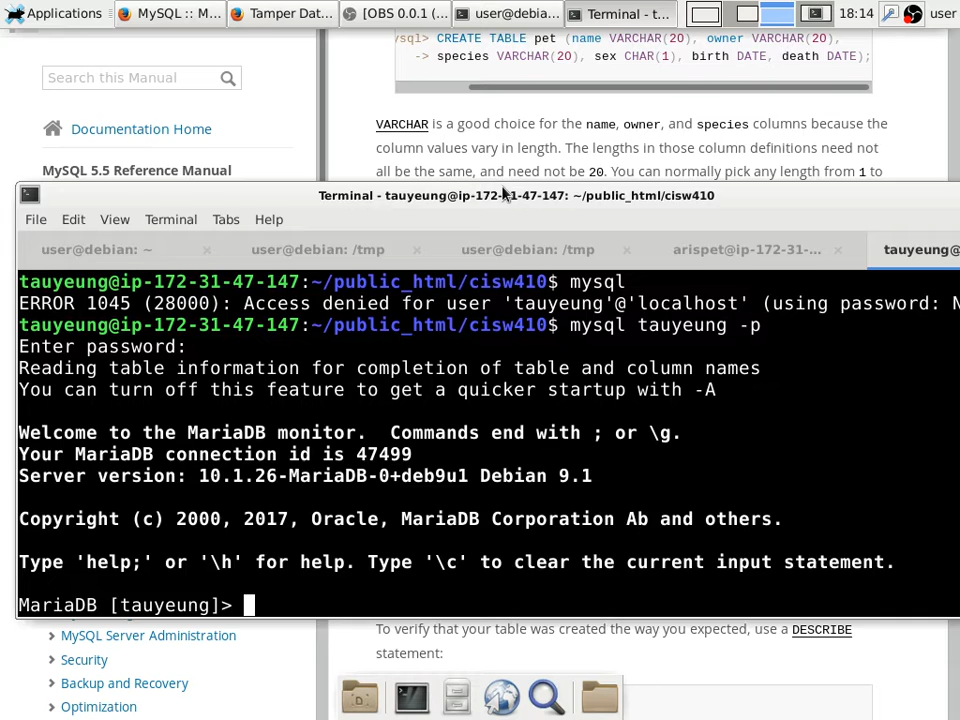 Applications
MySQL :: M...
Tamper Dat...
[OBS 0.0.1 (...
user@debia...
Terminal - t...
18:14
user
ysql> CREATE TABLE pet (name VARCHAR(20), owner VARCHAR(20),
-> species VARCHAR(20), sex CHAR(1), birth DATE, death DATE);
Search this Manual
VARCHAR is a good choice for the name, owner, and species columns because the
Documentation Home
column values vary in length. The lengths in those column definitions need not
MySQL 5.5 Reference Manual
all be the same, and need not be 20. You can normally pick any length from 1 to
Terminal - tauyeung@ip-172-31-47-147: ~/public_html/cisw410
File Edit View Terminal Tabs Help
user@debian: ~ × user@debian: /tmp × user@debian: /tmp × arispet@ip-172-31-... × tauyeung@
tauyeung@ip-172-31-47-147:~/public_html/cisw410$ mysql
ERROR 1045 (28000): Access denied for user 'tauyeung'@'localhost' (using password: N
tauyeung@ip-172-31-47-147:~/public_html/cisw410$ mysql tauyeung -p
Enter password:
Reading table information for completion of table and column names
You can turn off this feature to get a quicker startup with -A
Welcome to the MariaDB monitor.  Commands end with ; or \g.
Your MariaDB connection id is 47499
Server version: 10.1.26-MariaDB-0+deb9u1 Debian 9.1
Copyright (c) 2000, 2017, Oracle, MariaDB Corporation Ab and others.
Type 'help;' or '\h' for help. Type '\c' to clear the current input statement.
MariaDB [tauyeung]>
MySQL Server Administration
Security
Backup and Recovery
Optimization
To verify that your table was created the way you expected, use a DESCRIBE
statement: